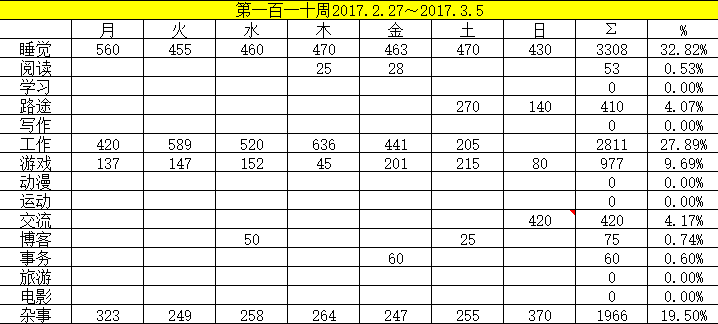 第一百一十周2017.2.27～2017.3.5
月 火 水 木 金 土 日 Σ %
睡觉 560 455 460 470 463 470 430 3308 32.82%
阅读 25 28 53 0.53%
学习 0 0.00%
路途 270 140 410 4.07%
写作 0 0.00%
工作 420 589 520 636 441 205 2811 27.89%
游戏 137 147 152 45 201 215 80 977 9.69%
动漫 0 0.00%
运动 0 0.00%
交流 420 420 4.17%
博客 50 25 75 0.74%
事务 60 60 0.60%
旅游 0 0.00%
电影 0 0.00%
杂事 323 249 258 264 247 255 370 1966 19.50%